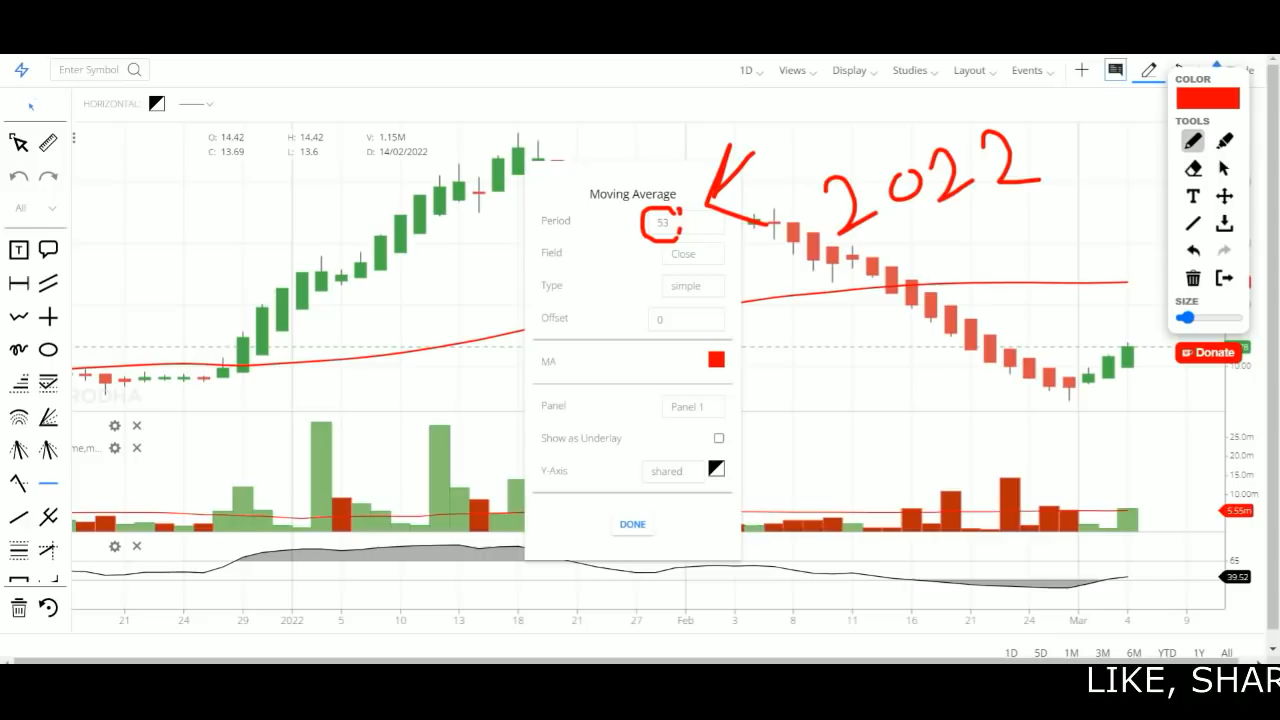 Enter Symbol
1D Views Display Studies Layout Events
COLOR
TOOLS
SIZE
Donate
HORIZONTAL:
O: 14.42 H: 14.42 V: 1.15M
C: 13.69 L: 13.6 D: 14/02/2022
2022
All
Moving Average
Period 53
Field Close
Type simple
Offset 0
MA
Panel Panel 1
Show as Underlay
Y-Axis shared
DONE
10.00
25.0m
20.0m
15.0m
10.00m
5.55m
65
39.52
21 24 29 2022 5 10 13 18 21 27 Feb 3 8 11 16 21 24 Mar 4 9
1D 5D 1M 3M 6M YTD 1Y All
LIKE, SHAR